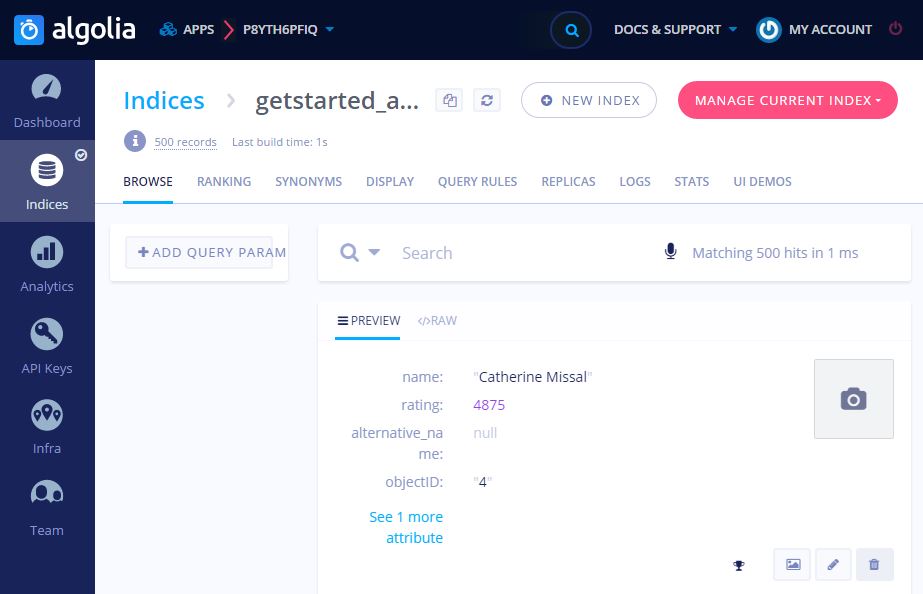 algolia
APPS
P8YTH6PFIQ
DOCS & SUPPORT
MY ACCOUNT
Dashboard
Indices
Analytics
API Keys
Infra
Team
Indices > getstarted_a...
NEW INDEX
MANAGE CURRENT INDEX
500 records
Last build time: 1s
BROWSE
RANKING
SYNONYMS
DISPLAY
QUERY RULES
REPLICAS
LOGS
STATS
UI DEMOS
+ ADD QUERY PARAM
Search
Matching 500 hits in 1 ms
PREVIEW
</>RAW
name: "Catherine Missal"
rating: 4875
alternative_na
me: null
objectID: "4"
See 1 more
attribute